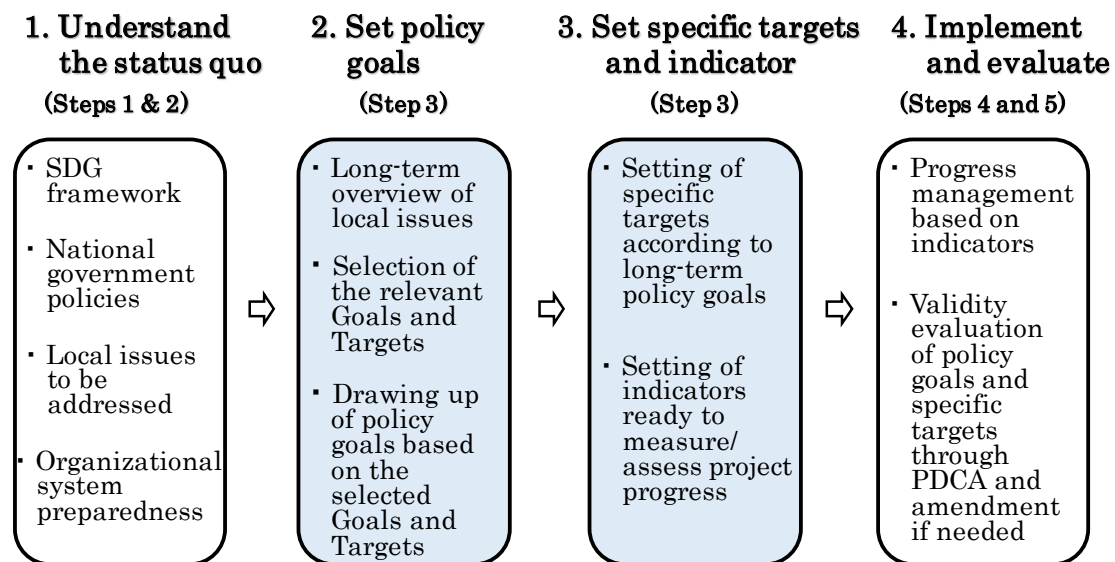 1. Understand
the status quo
(Steps 1 & 2)
・ SDG
framework
・ National
government
policies
・ Local issues
to be
addressed
・ Organizational
system
preparedness
2. Set policy
goals
(Step 3)
・ Long-term
overview of
local issues
・ Selection of
the relevant
Goals and
Targets
・ Drawing up
of policy
goals based
on the
selected
Goals and
Targets
3. Set specific targets
and indicator
(Step 3)
・ Setting of
specific
targets
according to
long-term
policy goals
・ Setting of
indicators
ready to
measure/
assess project
progress
4. Implement
and evaluate
(Steps 4 and 5)
・ Progress
management
based on
indicators
・ Validity
evaluation
of policy
goals and
specific
targets
through
PDCA and
amendment
if needed